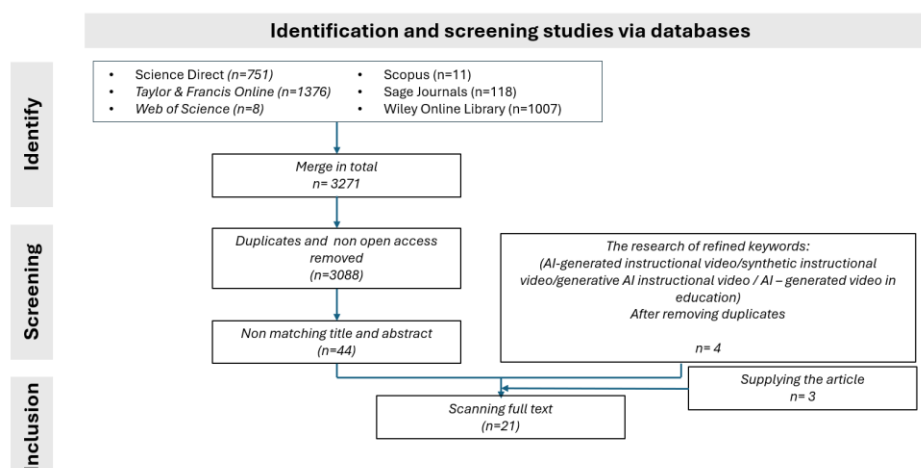 Identification and screening studies via databases
Identify
• Science Direct (n=751)
• Taylor & Francis Online (n=1376)
• Web of Science (n=8)
• Scopus (n=11)
• Sage Journals (n=118)
• Wiley Online Library (n=1007)
Merge in total
n= 3271
Screening
Duplicates and non open access
removed
(n=3088)
The research of refined keywords:
(AI-generated instructional video/synthetic instructional
video/generative AI instructional video / AI – generated video in
education)
After removing duplicates
n= 4
Non matching title and abstract
(n=44)
Supplying the article
n= 3
Inclusion
Scanning full text
(n=21)